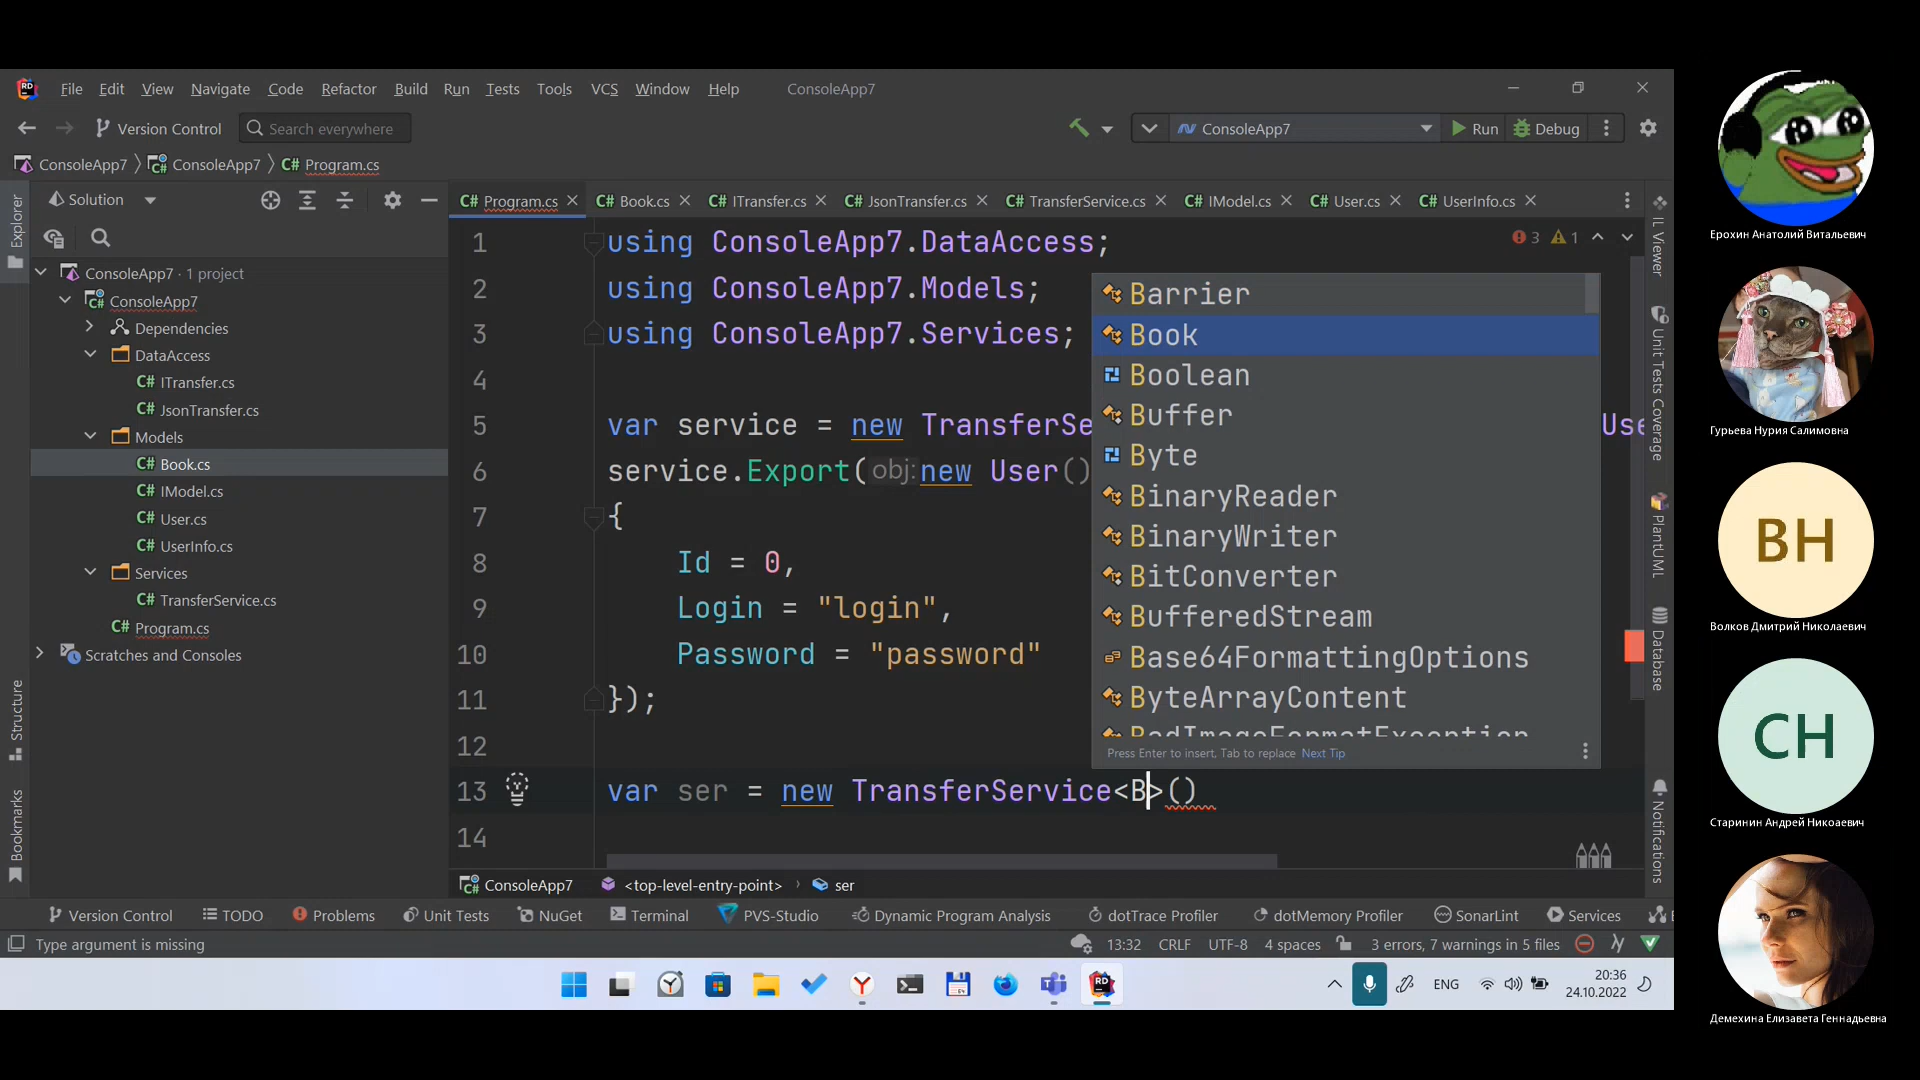 File Edit View Navigate Code Refactor Build Run Tests Tools VCS Window Help ConsoleApp7
Version Control Search everywhere ConsoleApp7 Run Debug
ConsoleApp7 ConsoleApp7 C# Program.cs
Solution
C# Program.cs C# Book.cs C# ITransfer.cs C# JsonTransfer.cs C# TransferService.cs C# IModel.cs C# User.cs C# UserInfo.cs
Explorer
Structure
Bookmarks
ConsoleApp7 · 1 project
ConsoleApp7
Dependencies
DataAccess
C# ITransfer.cs
C# JsonTransfer.cs
Models
C# Book.cs
C# IModel.cs
C# User.cs
C# UserInfo.cs
Services
C# TransferService.cs
C# Program.cs
Scratches and Consoles
3 1
1 using ConsoleApp7.DataAccess;
2 using ConsoleApp7.Models;
3 using ConsoleApp7.Services;
4
5 var service = new TransferSe Use
6 service.Export(obj:new User()
7 {
8 Id = 0,
9 Login = "login",
10 Password = "password"
11 });
12
13 var ser = new TransferService<B>()
14
Barrier
Book
Boolean
Buffer
Byte
BinaryReader
BinaryWriter
BitConverter
BufferedStream
Base64FormattingOptions
ByteArrayContent
BadImageFormatException
Press Enter to insert, Tab to replace Next Tip
IL Viewer
Unit Tests Coverage
PlantUML
Database
Notifications
ConsoleApp7 <top-level-entry-point> ser
Version Control TODO Problems Unit Tests NuGet Terminal PVS-Studio Dynamic Program Analysis dotTrace Profiler dotMemory Profiler SonarLint Services
Type argument is missing 13:32 CRLF UTF-8 4 spaces 3 errors, 7 warnings in 5 files
ENG 20:36
24.10.2022
Ерохин Анатолий Витальевич
Гурьева Нурия Салимовна
ВН
Волков Дмитрий Николаевич
СН
Старинин Андрей Никоаевич
Демехина Елизавета Геннадьевна